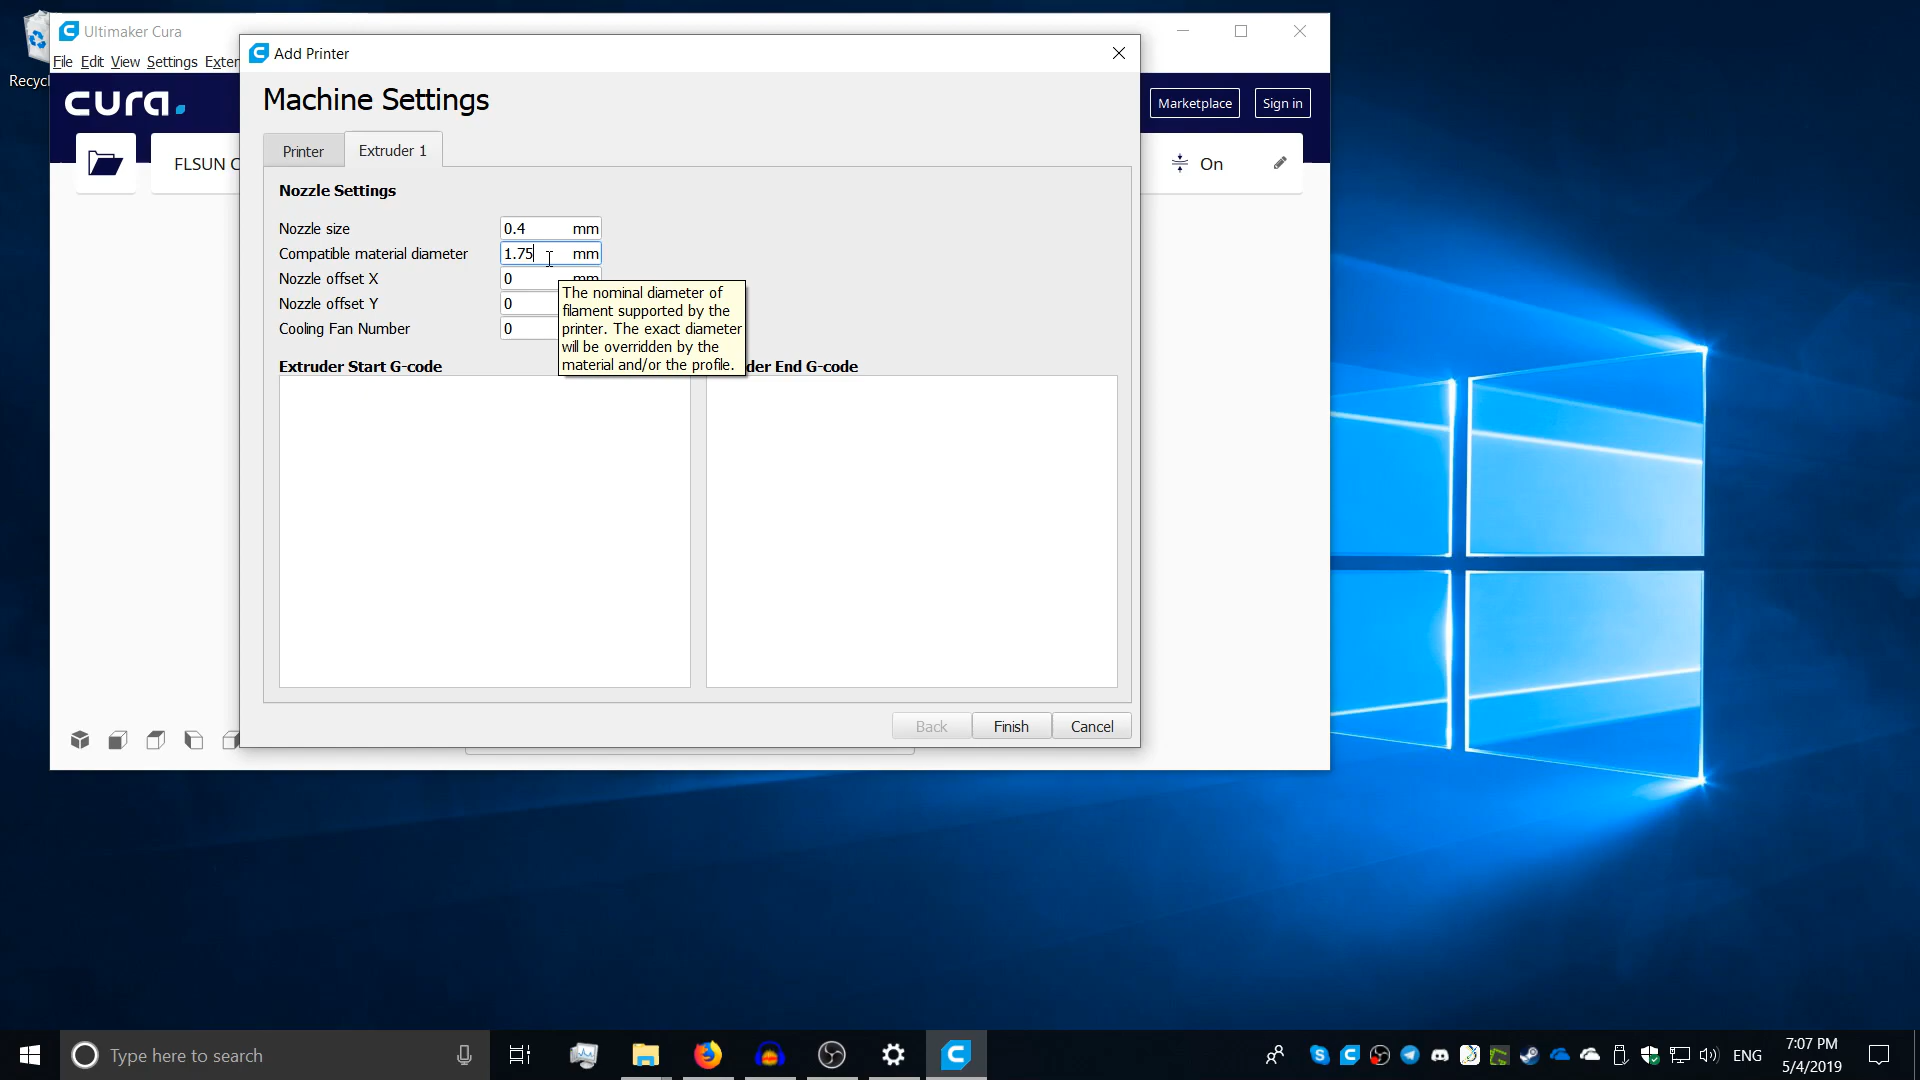 Recycl
Ultimaker Cura
File Edit View Settings Exter
cura.
Marketplace
Sign in
FLSUN C
On
Add Printer
Machine Settings
Printer
Extruder 1
Nozzle Settings
Nozzle size 0.4 mm
Compatible material diameter 1.75 mm
Nozzle offset X 0 mm
Nozzle offset Y 0
Cooling Fan Number 0
The nominal diameter of
filament supported by the
printer. The exact diameter
will be overridden by the
material and/or the profile.
Extruder Start G-code
der End G-code
Back
Finish
Cancel
Type here to search
ENG
7:07 PM
5/4/2019